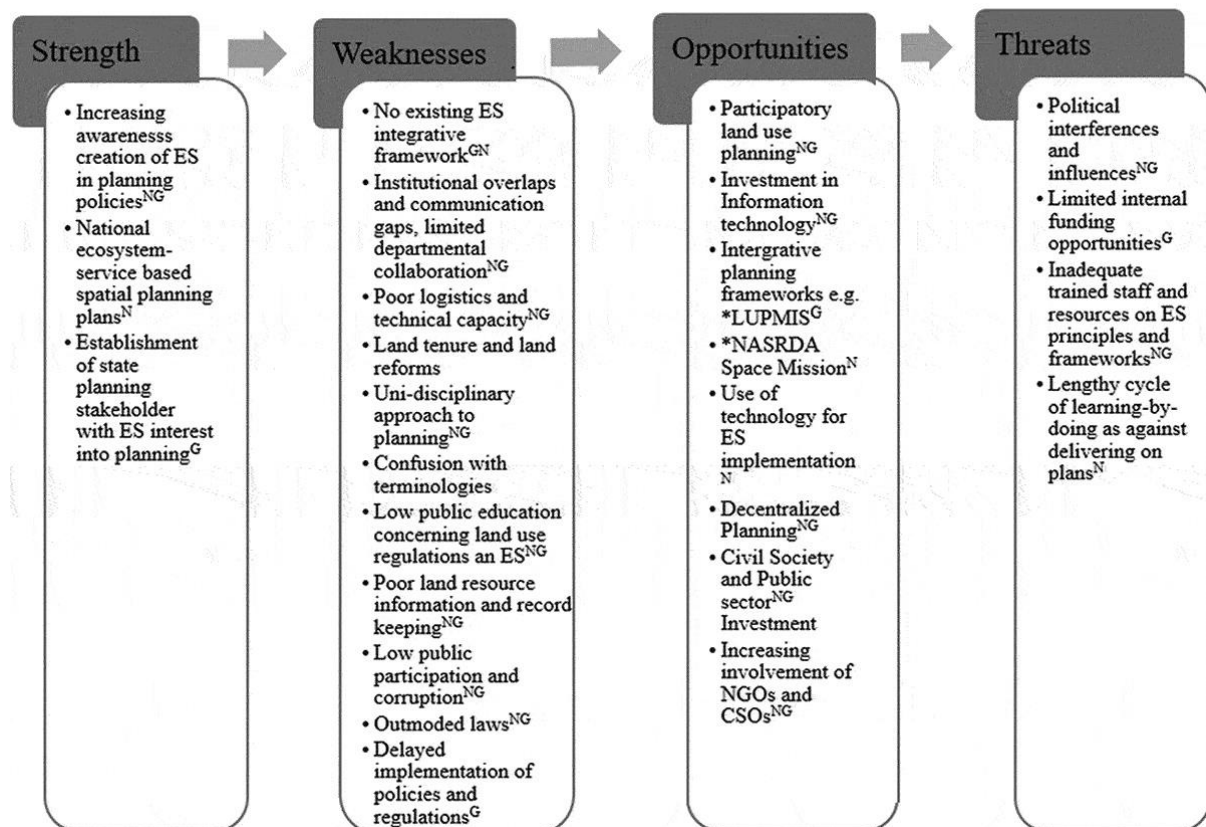 Strength
• Increasing
awarenesss
creation of ES
in planning
policiesᴺᴳ
• National
ecosystem-
service based
spatial planning
plansᴺ
• Establishment
of state
planning
stakeholder
with ES interest
into planningᴳ
Weaknesses
• No existing ES
integrative
frameworkᴳᴺ
• Institutional overlaps
and communication
gaps, limited
departmental
collaborationᴺᴳ
• Poor logistics and
technical capacityᴺᴳ
• Land tenure and land
reforms
• Uni-disciplinary
approach to
planningᴺᴳ
• Confusion with
terminologies
• Low public education
concerning land use
regulations an ESᴺᴳ
• Poor land resource
information and record
keepingᴺᴳ
• Low public
participation and
corruptionᴺᴳ
• Outmoded lawsᴺᴳ
• Delayed
implementation of
policies and
regulationsᴳ
Opportunities
• Participatory
land use
planningᴺᴳ
• Investment in
Information
technologyᴺᴳ
• Intergrative
planning
frameworks e.g.
*LUPMISᴳ
• *NASRDA
Space Missionᴺ
• Use of
technology for
ES
implementation
ᴺ
• Decentralized
Planningᴺᴳ
• Civil Society
and Public
sectorᴺᴳ
Investment
• Increasing
involvement of
NGOs and
CSOsᴺᴳ
Threats
• Political
interferences
and
influencesᴺᴳ
• Limited internal
funding
opportunitiesᴳ
• Inadequate
trained staff and
resources on ES
principles and
frameworksᴺᴳ
• Lengthy cycle
of learning-by-
doing as against
delivering on
plansᴺ